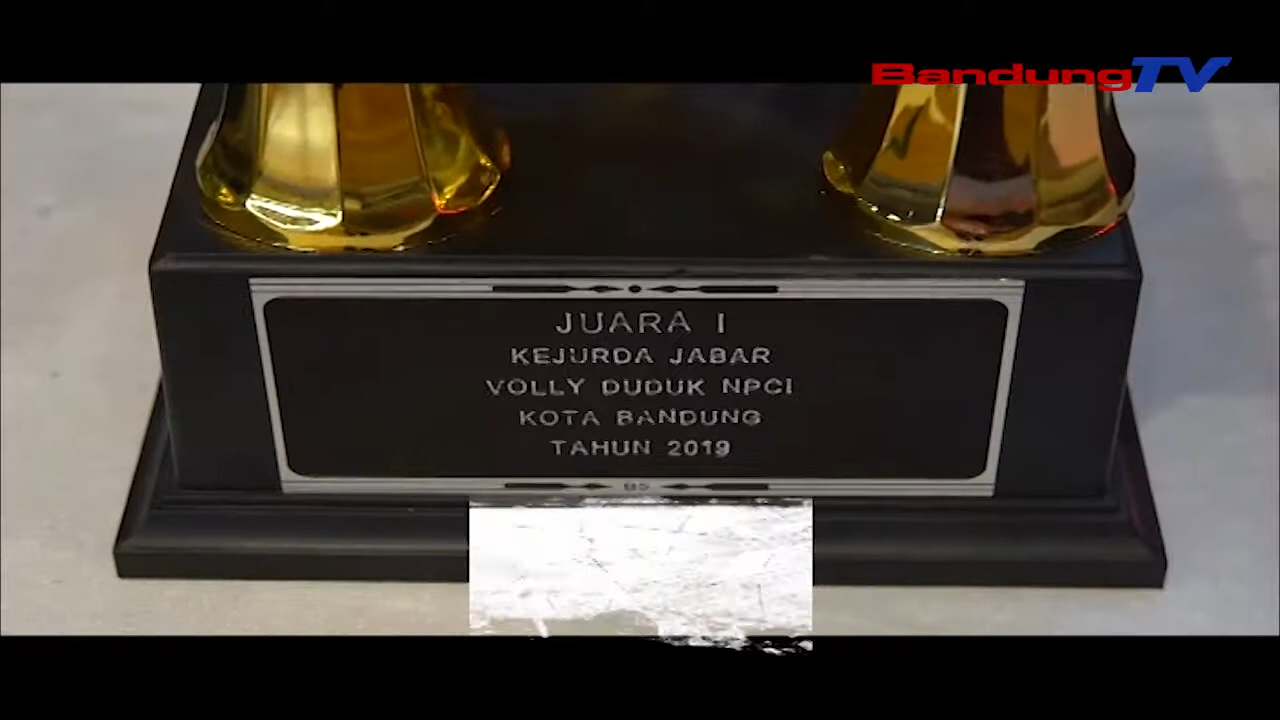 BandungTV
JUARA I
KEJURDA JABAR
VOLLY DUDUK NPCI
KOTA BANDUNG
TAHUN 2019